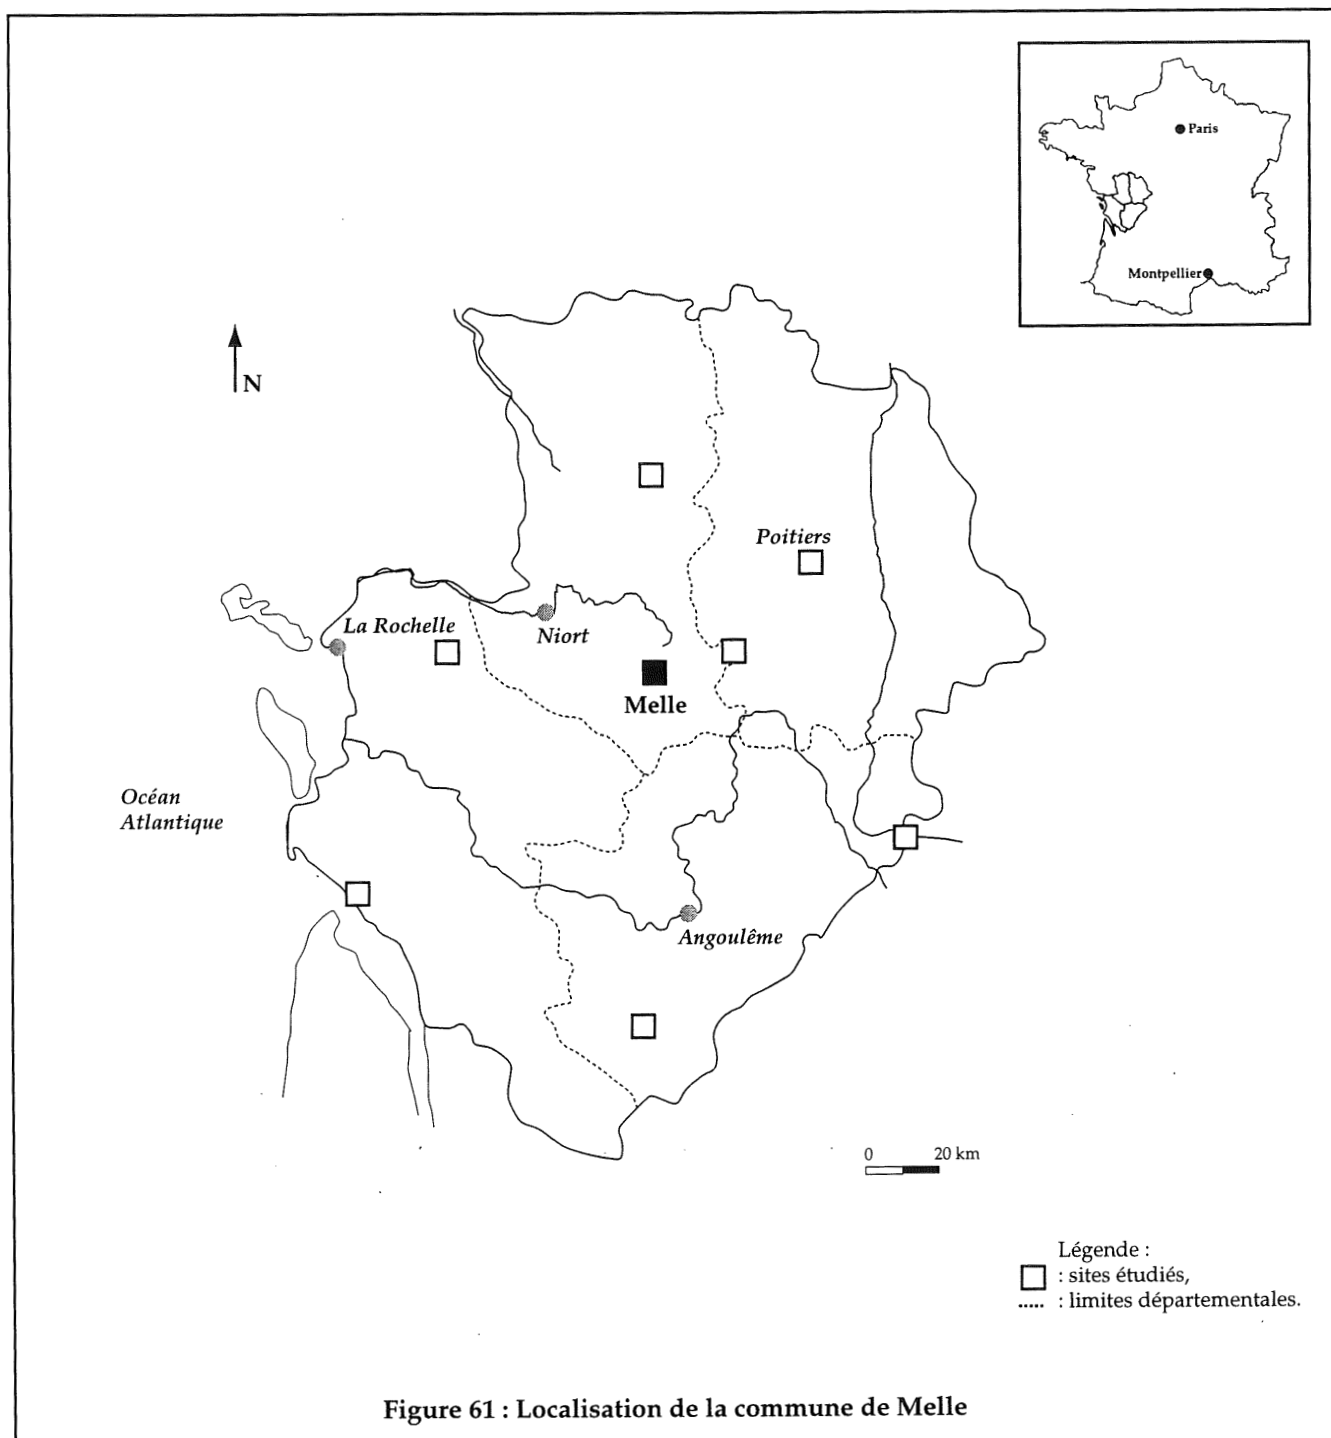 Paris
Montpellier
N
Poitiers
La Rochelle
Niort
Melle
Océan
Atlantique
Angoulême
0 20 km
Légende :
: sites étudiés,
: limites départementales.
Figure 61 : Localisation de la commune de Melle